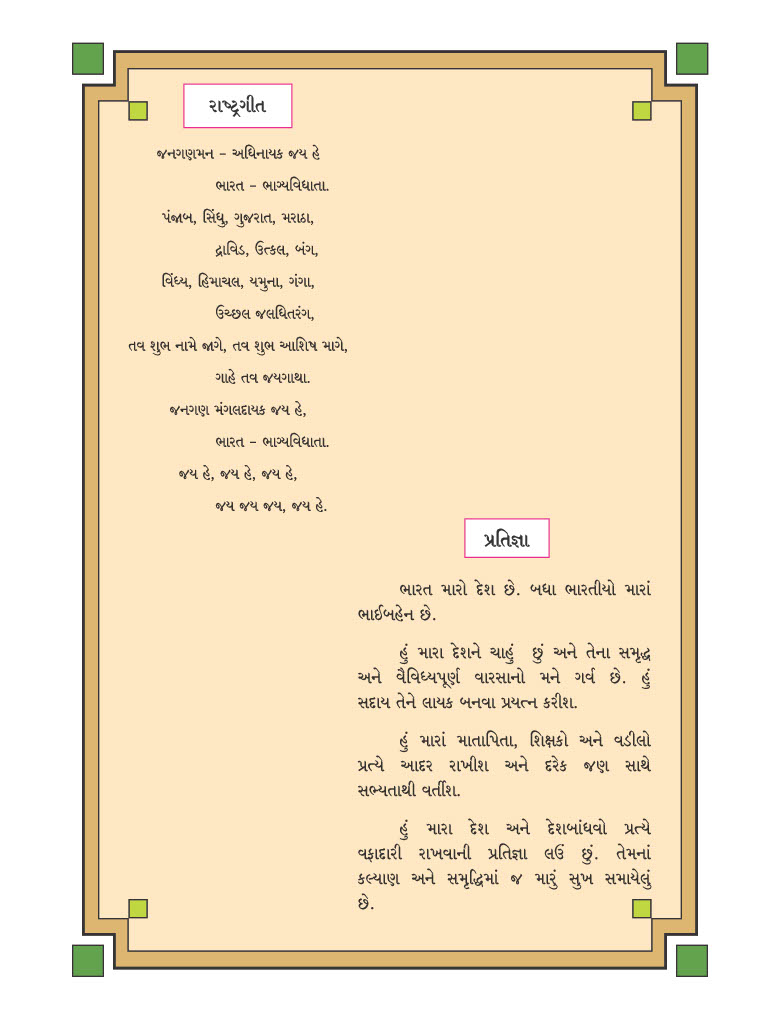 રાષ્ટ્રગીત
જનગણમન – અધિનાયક જય હે
ભારત – ભાગ્યવિધાતા.
પંજાબ, સિંધુ, ગુજરાત, મરાઠા,
દ્રાવિડ, ઉત્કલ, બંગ,
વિંધ્ય, હિમાચલ, યમુના, ગંગા,
ઉચ્છલ જલધિતરંગ,
તવ શુભ નામે જાગે, તવ શુભ આશિષ માગે,
ગાહે તવ જયગાથા.
જનગણ મંગલદાયક જય હે,
ભારત – ભાગ્યવિધાતા.
જય હે, જય હે, જય હે,
જય જય જય, જય હે.
પ્રતિજ્ઞા
ભારત મારો દેશ છે. બધા ભારતીયો મારાં
ભાઈબહેન છે.
હું મારા દેશને ચાહું છું અને તેના સમૃદ્ધ
અને વૈવિધ્યપૂર્ણ વારસાનો મને ગર્વ છે. હું
સદાય તેને લાયક બનવા પ્રયત્ન કરીશ.
હું મારાં માતાપિતા, શિક્ષકો અને વડીલો
પ્રત્યે આદર રાખીશ અને દરેક જણ સાથે
સભ્યતાથી વર્તીશ.
હું મારા દેશ અને દેશબાંધવો પ્રત્યે
વફાદારી રાખવાની પ્રતિજ્ઞા લઉં છું. તેમનાં
કલ્યાણ અને સમૃદ્ધિમાં જ મારું સુખ સમાયેલું
છે.